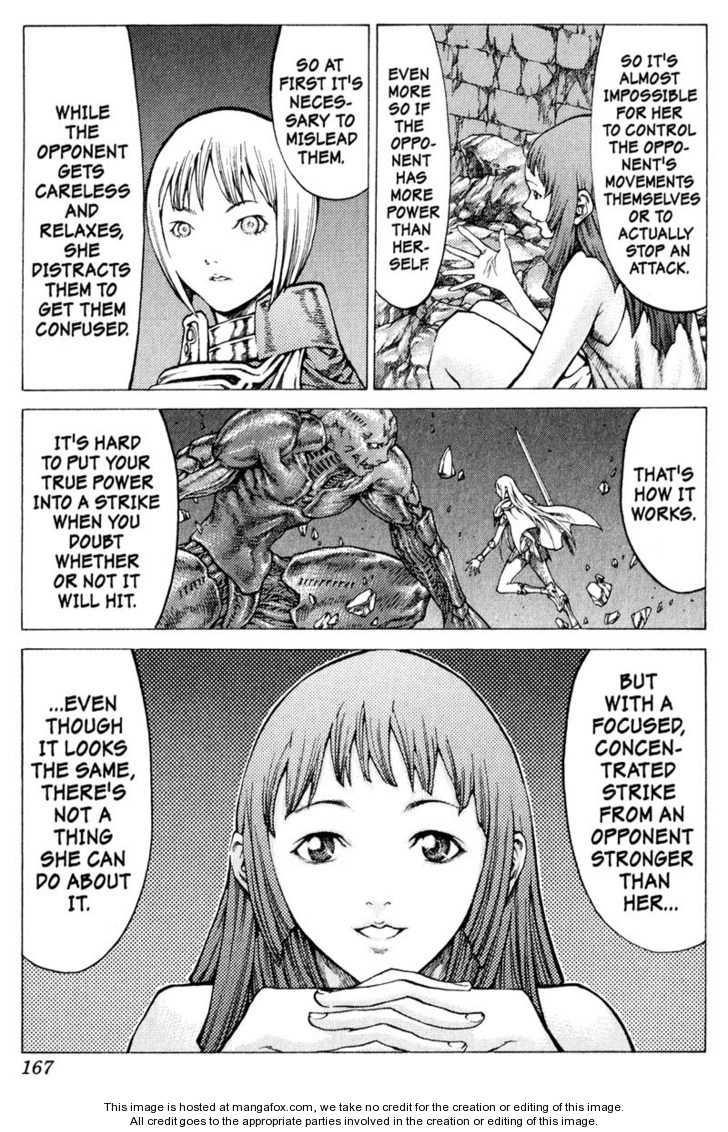 SO IT'S
ALMOST
IMPOSSIBLE
FOR HER
TO CONTROL
THE OPPO-
NENT'S
MOVEMENTS
THEMSELVES
OR TO
ACTUALLY
STOP AN
ATTACK.
EVEN
MORE
SO IF
THE
OPPO-
NENT
HAS
MORE
POWER
THAN
HER-
SELF.
SO AT
FIRST IT'S
NECES-
SARY TO
MISLEAD
THEM.
WHILE
THE
OPPONENT
GETS
CARELESS
AND
RELAXES,
SHE
DISTRACTS
THEM TO
GET THEM
CONFUSED.
THAT'S
HOW IT
WORKS.
IT'S HARD
TO PUT YOUR
TRUE POWER
INTO A STRIKE
WHEN YOU
DOUBT
WHETHER
OR NOT IT
WILL HIT.
BUT
WITH A
FOCUSED,
CONCEN-
TRATED
STRIKE
FROM AN
OPPONENT
STRONGER
THAN
HER...
...EVEN
THOUGH
IT LOOKS
THE SAME,
THERE'S
NOT A
THING
SHE CAN
DO ABOUT
IT.
167
This image is hosted at mangafox.com, we take no credit for the creation or editing of this image.
All credit goes to the appropriate parties involved in the creation or editing of this image.